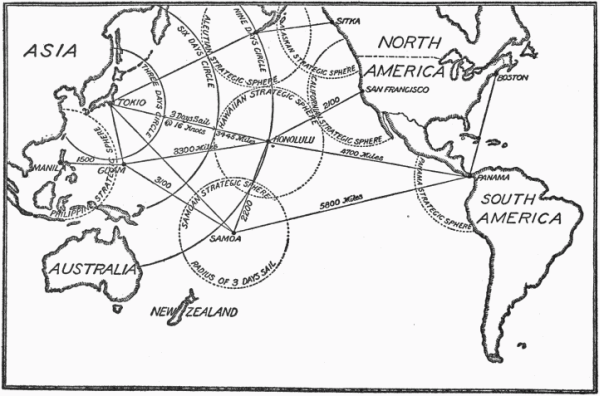 ASIA
SIX DAYS CIRCLE
ALEUTIAN STRATEGIC SPHERE
NINE DAYS CIRCLE
ALASKAN STRATEGIC SPHERE
SITKA
NORTH
AMERICA
BOSTON
SAN FRANCISCO
CALIFORNIA STRATEGIC SPHERE
2100
THREE DAYS CIRCLE
TOKIO
3 Days Sail
@ 16 Knots
3445 Miles
HAWAIIAN STRATEGIC SPHERE
HONOLULU
3300 Miles
4700 Miles
MANIL
1500
GUAM
PHILIPPINE STRATEGIC SPHERE
3100
SAMOAN STRATEGIC SPHERE
2200
SAMOA
RADIUS OF 3 DAYS SAIL
5800 Miles
PANAMA
PANAMA STRATEGIC SPHERE
SOUTH
AMERICA
AUSTRALIA
NEW ZEALAND